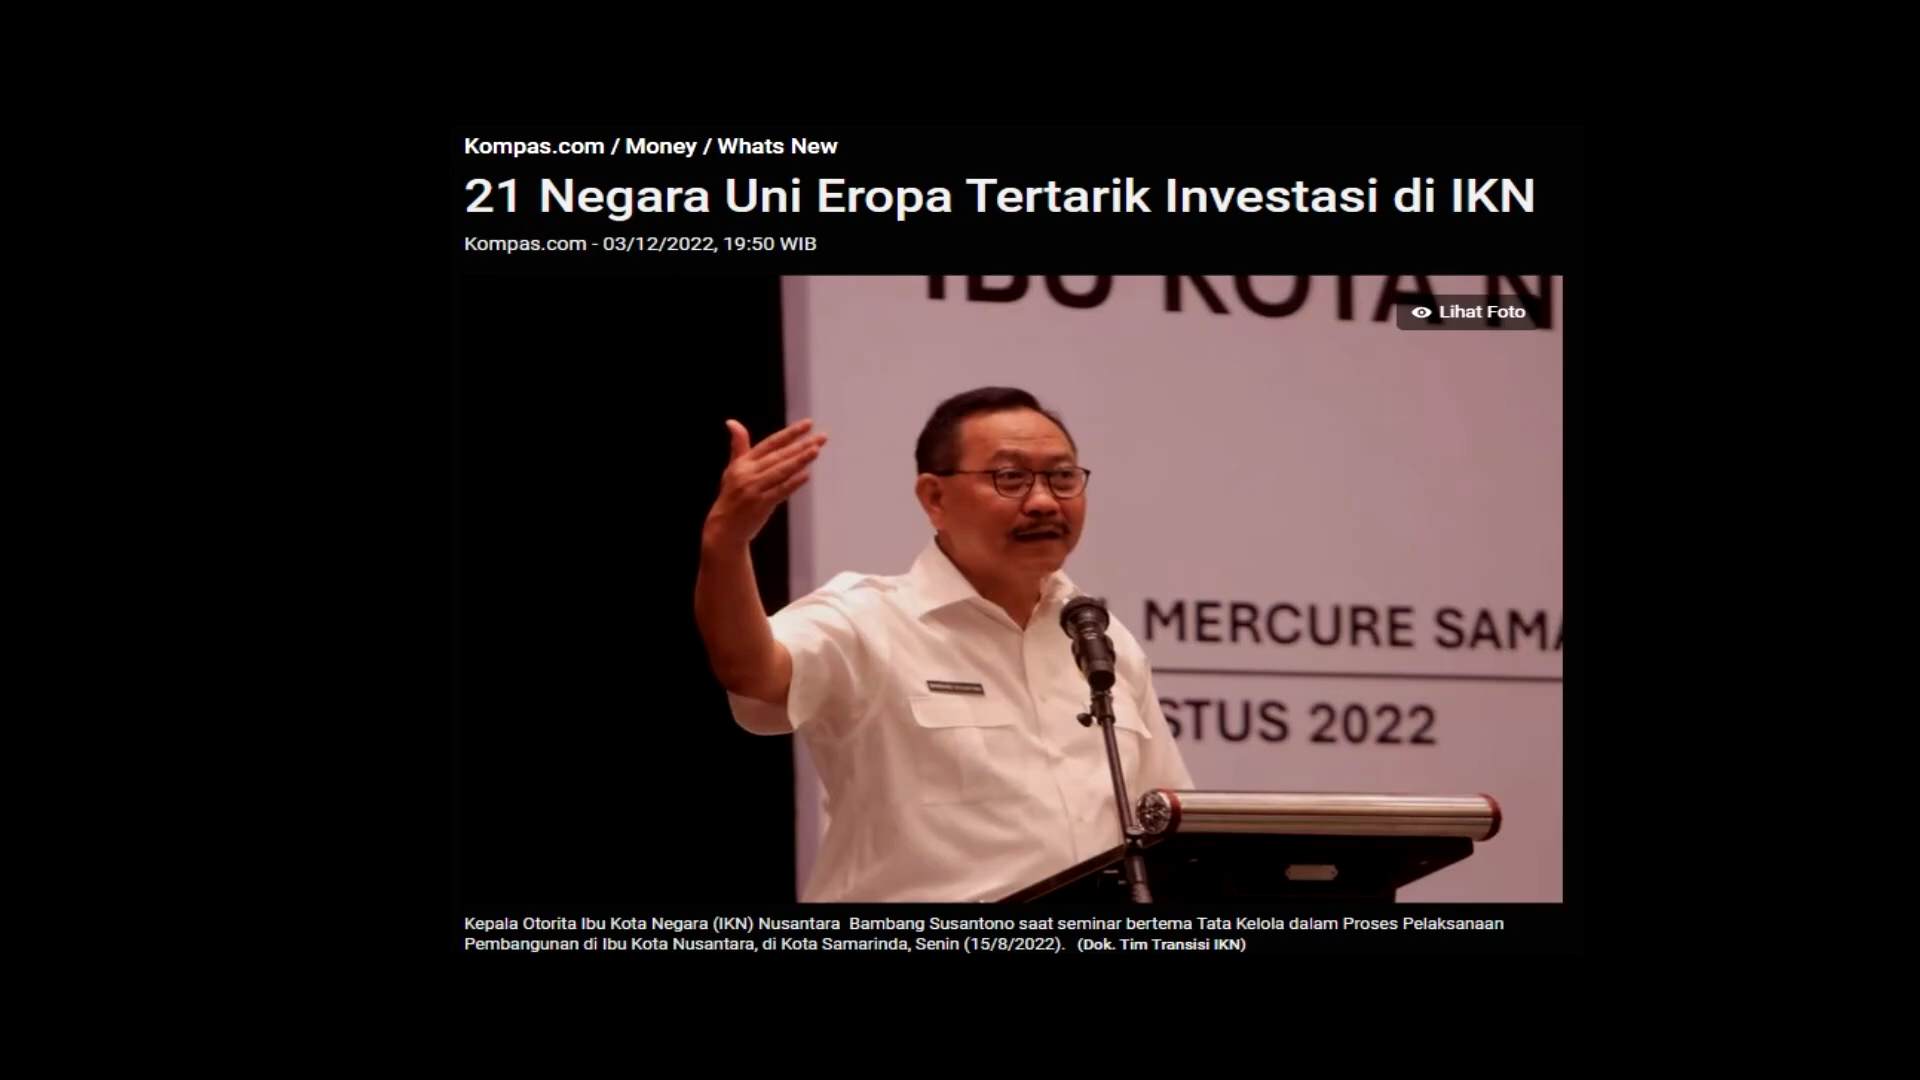 Kompas.com / Money / Whats New
21 Negara Uni Eropa Tertarik Investasi di IKN
Kompas.com - 03/12/2022, 19:50 WIB
IBU KOTA N
Lihat Foto
MERCURE SAMA
STUS 2022
Kepala Otorita Ibu Kota Negara (IKN) Nusantara  Bambang Susantono saat seminar bertema Tata Kelola dalam Proses Pelaksanaan
Pembangunan di Ibu Kota Nusantara, di Kota Samarinda, Senin (15/8/2022).  (Dok. Tim Transisi IKN)